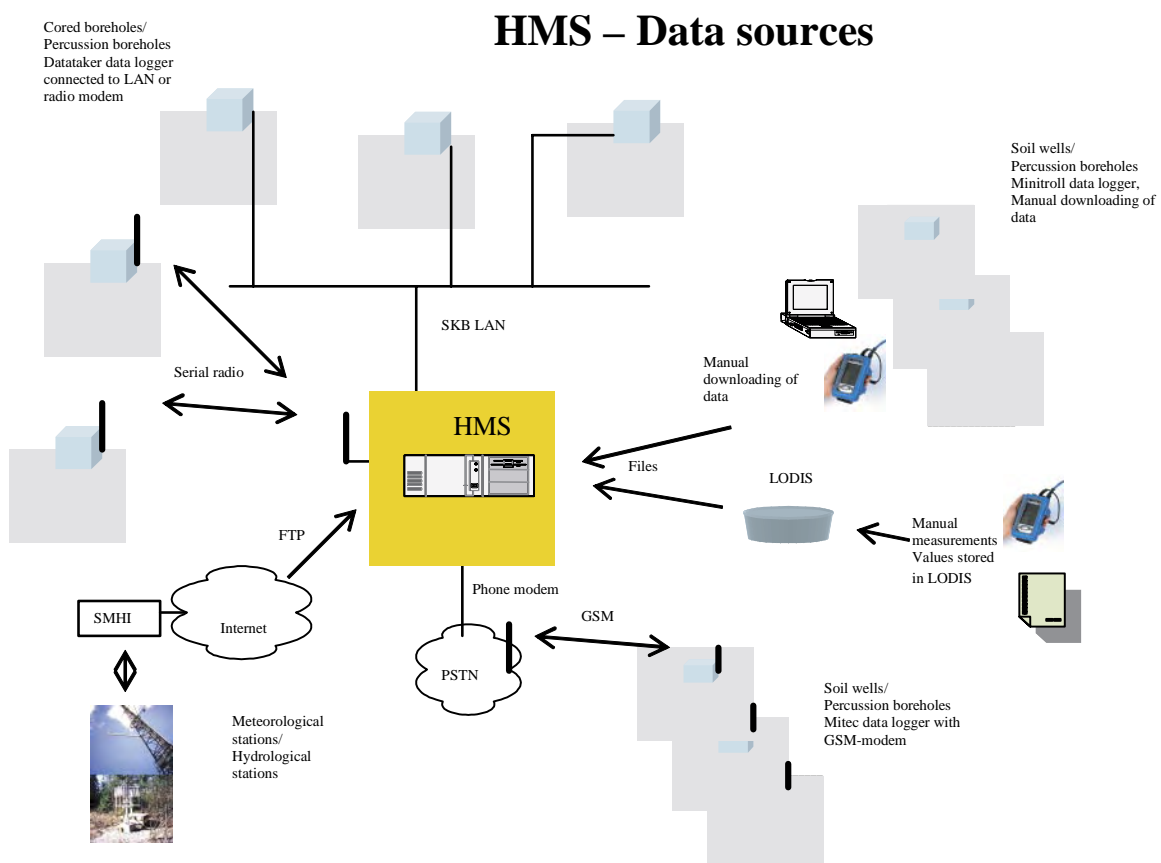 HMS – Data sources
Cored boreholes/
Percussion boreholes
Datataker data logger
connected to LAN or
radio modem
Soil wells/
Percussion boreholes
Minitroll data logger,
Manual downloading of
data
SKB LAN
Serial radio
Manual
downloading of
data
HMS
Files
LODIS
Manual
measurements
Values stored
in LODIS
FTP
Phone modem
SMHI
Internet
GSM
PSTN
Meteorological
stations/
Hydrological
stations
Soil wells/
Percussion boreholes
Mitec data logger with
GSM-modem